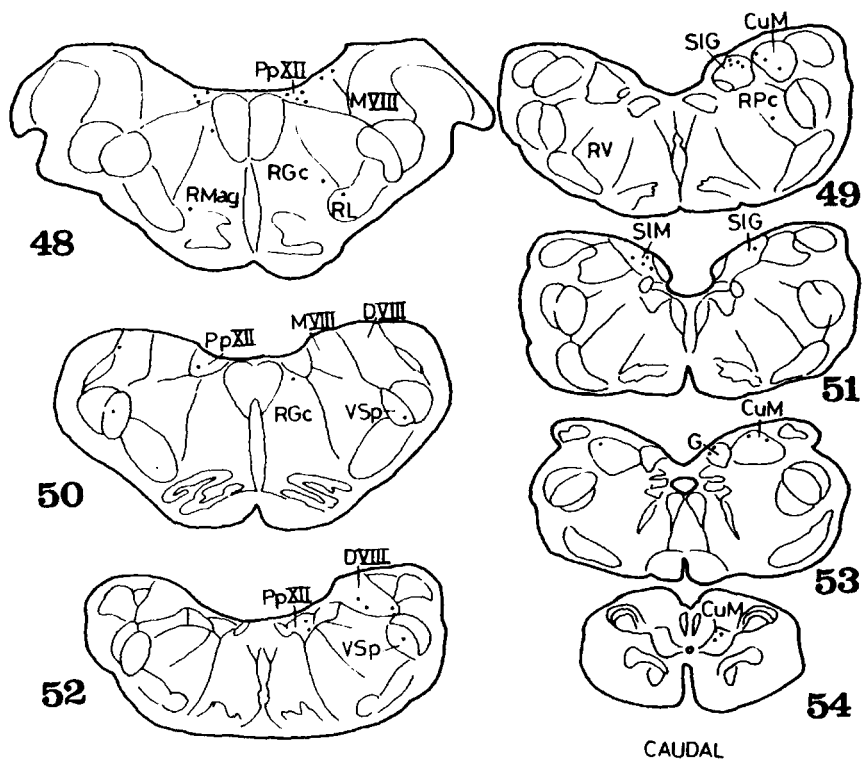 PpXII
MVIII
RGc
RMag
RL
48
SIG
CuM
RPc
RV
49
SIM
SIG
51
PpXII
MVIII
DVIII
RGc
VSp
50
G
CuM
53
DVIII
PpXII
VSp
52
CuM
54
CAUDAL